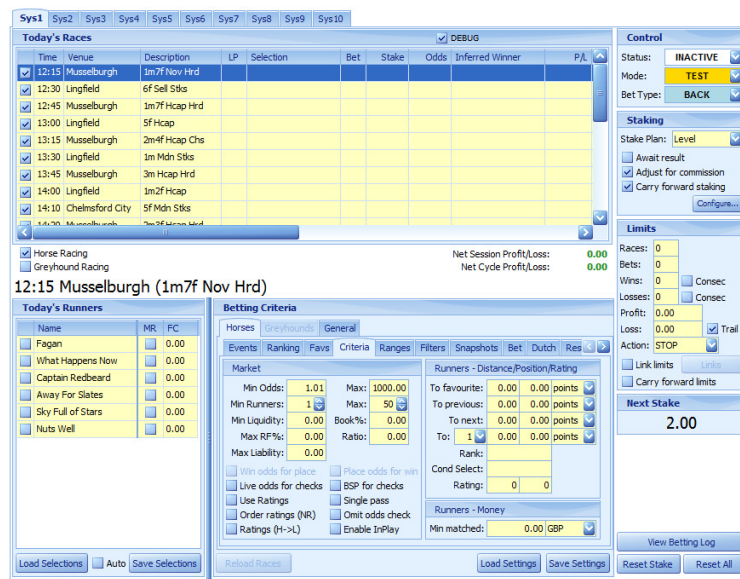 Sys1 Sys2 Sys3 Sys4 Sys5 Sys6 Sys7 Sys8 Sys9 Sys10
Today's Races DEBUG
Time Venue Description LP Selection Bet Stake Odds Inferred Winner P/L
12:15 Musselburgh 1m7f Nov Hrd
12:30 Lingfield 6f Sell Stks
12:45 Musselburgh 1m7f Hcap Hrd
13:00 Lingfield 5f Hcap
13:15 Musselburgh 2m4f Hcap Chs
13:30 Lingfield 1m Mdn Stks
13:45 Musselburgh 3m Hcap Hrd
14:00 Lingfield 1m2f Hcap
14:10 Chelmsford City 5f Mdn Stks
14:20 Musselburgh 2m3f Hcap Hrd
Horse Racing
Greyhound Racing
Net Session Profit/Loss: 0.00
Net Cycle Profit/Loss: 0.00
12:15 Musselburgh (1m7f Nov Hrd)
Today's Runners
Name MR FC
Fagan 0.00
What Happens Now 0.00
Captain Redbeard 0.00
Away For Slates 0.00
Sky Full of Stars 0.00
Nuts Well 0.00
Load Selections Auto Save Selections
Betting Criteria
Horses Greyhounds General
Events Ranking Favs Criteria Ranges Filters Snapshots Bet Dutch Res
Market
Min Odds: 1.01 Max: 1000.00
Min Runners: 1 Max: 50
Min Liquidity: 0.00 Book%: 0.00
Max RF%: 0.00 Ratio: 0.00
Max Liability: 0.00
Win odds for place Place odds for win
Live odds for checks BSP for checks
Use Ratings Single pass
Order ratings (NR) Omit odds check
Ratings (H->L) Enable InPlay
Runners - Distance/Position/Rating
To favourite: 0.00 0.00 points
To previous: 0.00 0.00 points
To next: 0.00 0.00 points
To: 1 0.00 0.00 points
Rank:
Cond Select:
Rating: 0 0
Runners - Money
Min matched: 0.00 GBP
Reload Races Load Settings Save Settings
Control
Status: INACTIVE
Mode: TEST
Bet Type: BACK
Staking
Stake Plan: Level
Await result
Adjust for commission
Carry forward staking
Configure...
Limits
Races: 0
Bets: 0
Wins: 0 Consec
Losses: 0 Consec
Profit: 0.00
Loss: 0.00 Trail
Action: STOP
Link limits Links
Carry forward limits
Next Stake
2.00
View Betting Log
Reset Stake Reset All